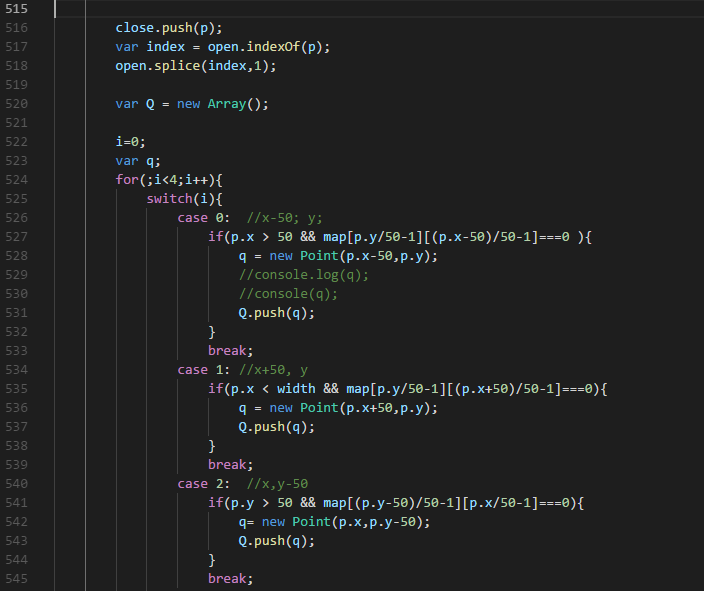 515
516 close.push(p);
517 var index = open.indexOf(p);
518 open.splice(index,1);
519
520 var Q = new Array();
521
522 i=0;
523 var q;
524 for(;i<4;i++){
525 switch(i){
526 case 0:  //x-50; y;
527 if(p.x > 50 && map[p.y/50-1][(p.x-50)/50-1]===0 ){
528 q = new Point(p.x-50,p.y);
529 //console.log(q);
530 //console(q);
531 Q.push(q);
532 }
533 break;
534 case 1: //x+50, y
535 if(p.x < width && map[p.y/50-1][(p.x+50)/50-1]===0){
536 q = new Point(p.x+50,p.y);
537 Q.push(q);
538 }
539 break;
540 case 2:  //x,y-50
541 if(p.y > 50 && map[(p.y-50)/50-1][p.x/50-1]===0){
542 q= new Point(p.x,p.y-50);
543 Q.push(q);
544 }
545 break;